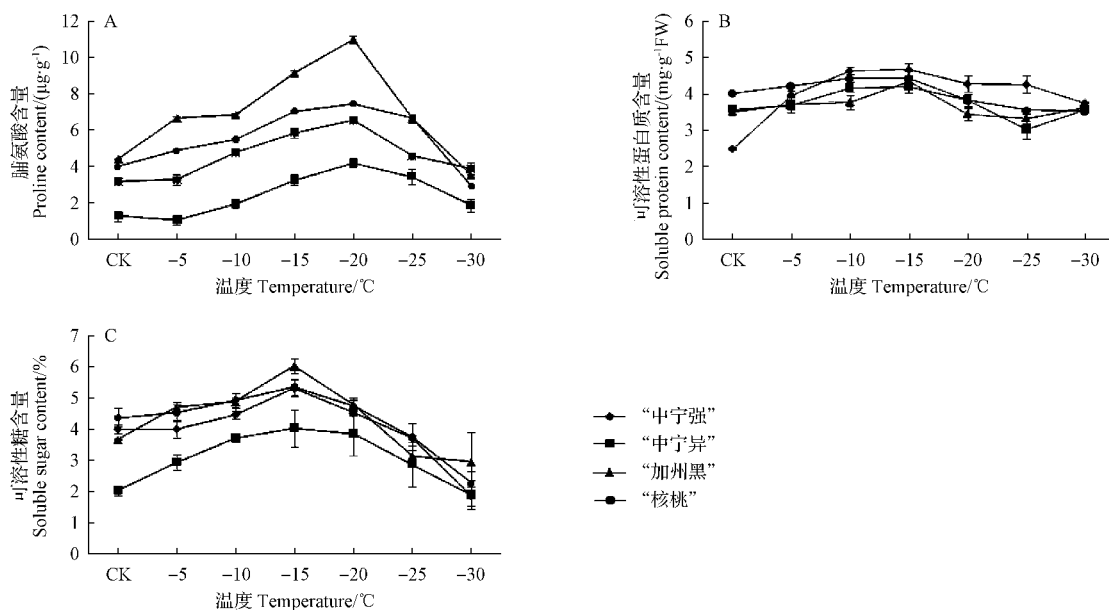 A
12
10
8
6
4
2
0
脯氨酸含量
Proline content/(μg·g⁻¹)
CK −5 −10 −15 −20 −25 −30
温度 Temperature/℃
B
6
5
4
3
2
1
0
可溶性蛋白质含量
Soluble protein content/(mg·g⁻¹FW)
CK −5 −10 −15 −20 −25 −30
温度 Temperature/℃
C
7
6
5
4
3
2
1
0
可溶性糖含量
Soluble sugar content/%
CK −5 −10 −15 −20 −25 −30
温度 Temperature/℃
“中宁强”
“中宁异”
“加州黑”
“核桃”